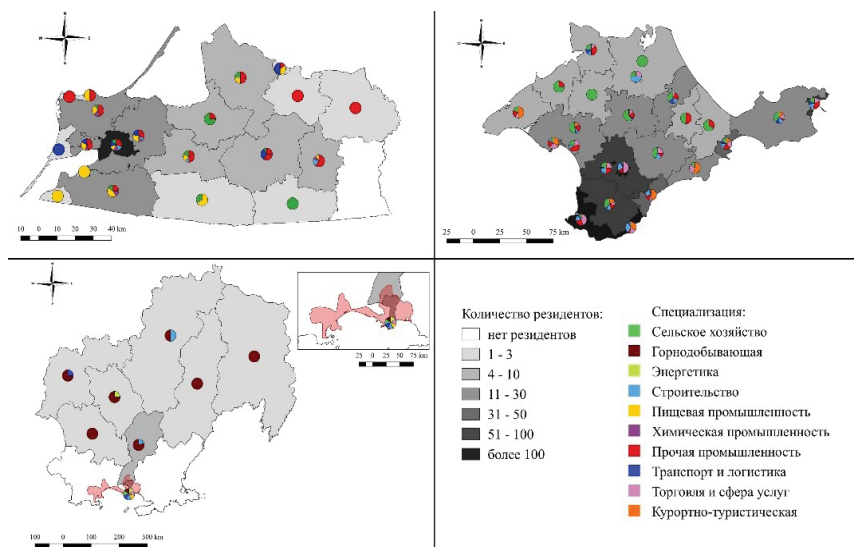 10 0 10 20 30 40 km
25 0 25 50 75 km
25 0 25 50 75 km
100 0 100 200 300 km
Количество резидентов:
нет резидентов
1 - 3
4 - 10
11 - 30
31 - 50
51 - 100
более 100
Специализация:
Сельское хозяйство
Горнодобывающая
Энергетика
Строительство
Пищевая промышленность
Химическая промышленность
Прочая промышленность
Транспорт и логистика
Торговля и сфера услуг
Курортно-туристическая